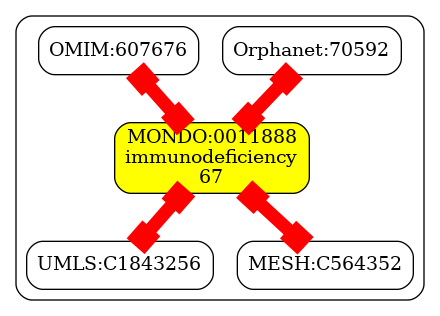 OMIM:607676
Orphanet:70592
MONDO:0011888
immunodeficiency
67
UMLS:C1843256
MESH:C564352